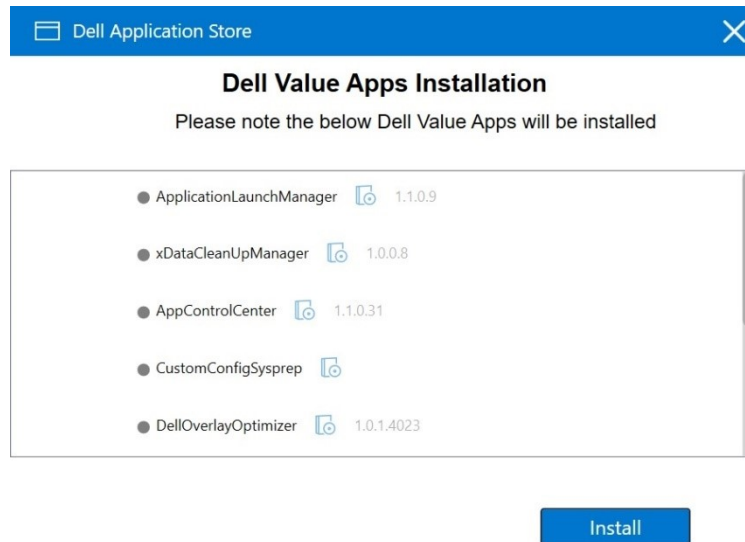 Dell Application Store
Dell Value Apps Installation
Please note the below Dell Value Apps will be installed
ApplicationLaunchManager 1.1.0.9
xDataCleanUpManager 1.0.0.8
AppControlCenter 1.1.0.31
CustomConfigSysprep
DellOverlayOptimizer 1.0.1.4023
Install